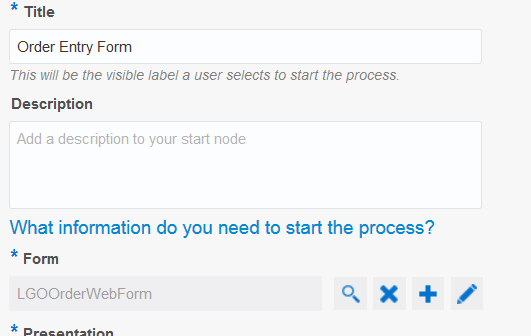 * Title
Order Entry Form
This will be the visible label a user selects to start the process.
Description
Add a description to your start node
What information do you need to start the process?
* Form
LGOOrderWebForm
* Presentation